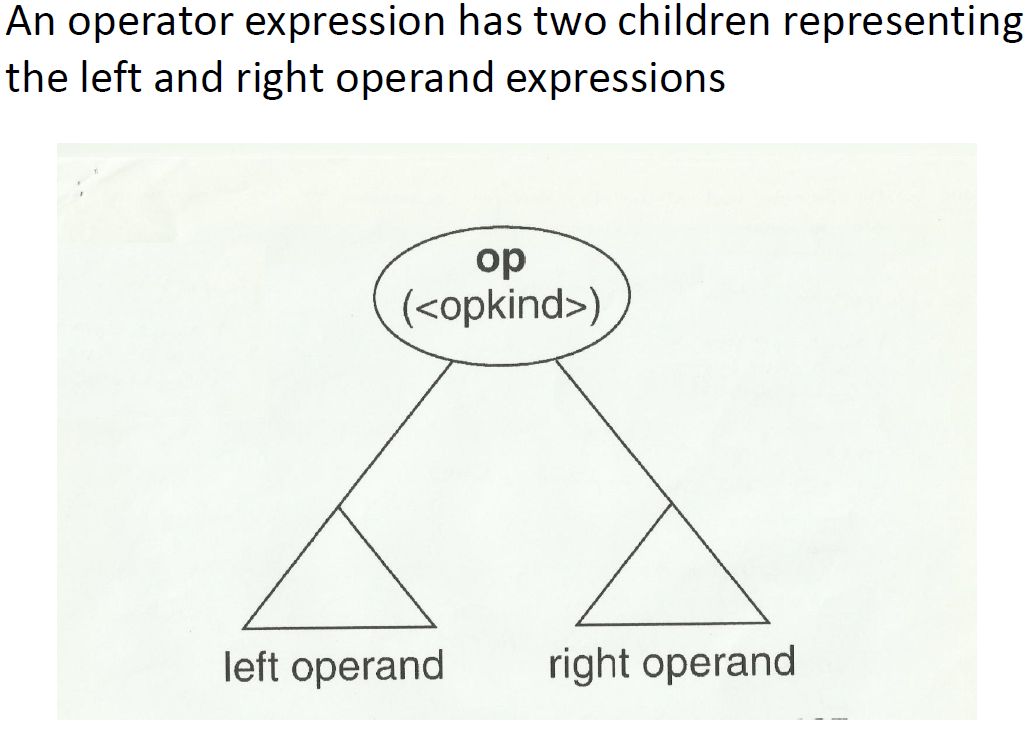 An operator expression has two children representing
the left and right operand expressions
op
(<opkind>)
left operand
right operand